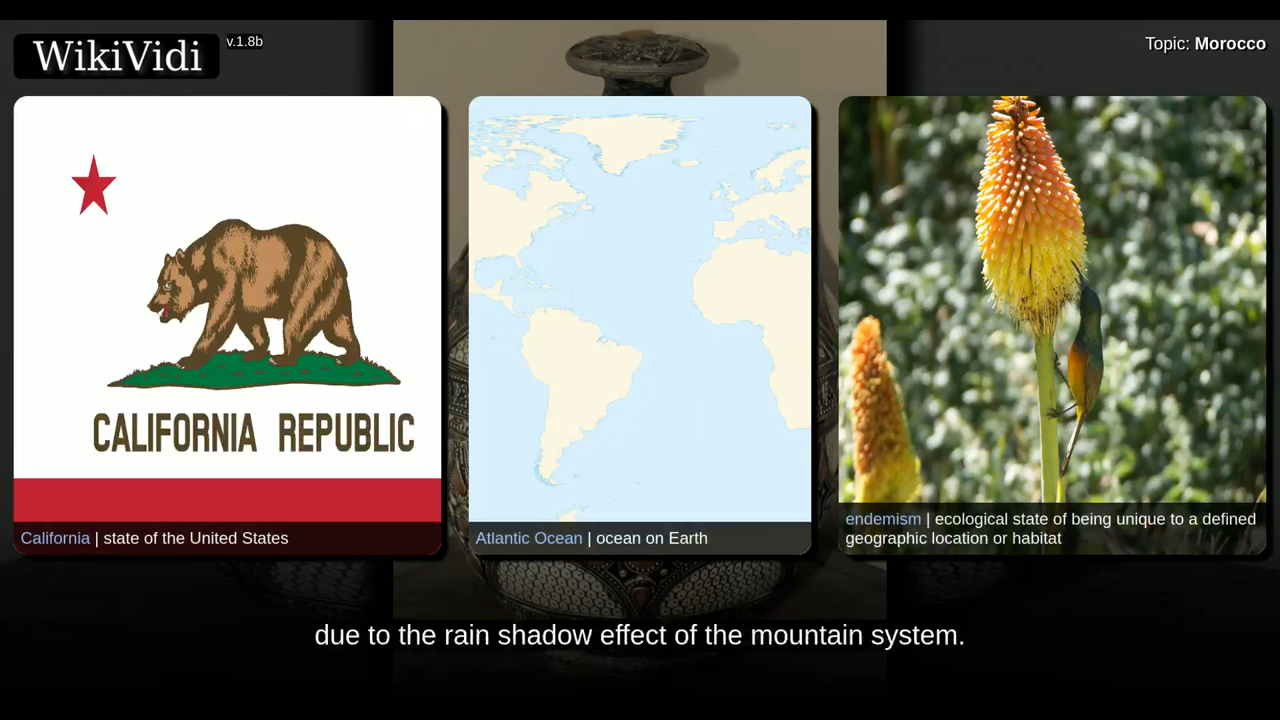 WikiVidi
v.1.8b
Topic: Morocco
CALIFORNIA REPUBLIC
California | state of the United States
Atlantic Ocean | ocean on Earth
endemism | ecological state of being unique to a defined
geographic location or habitat
due to the rain shadow effect of the mountain system.